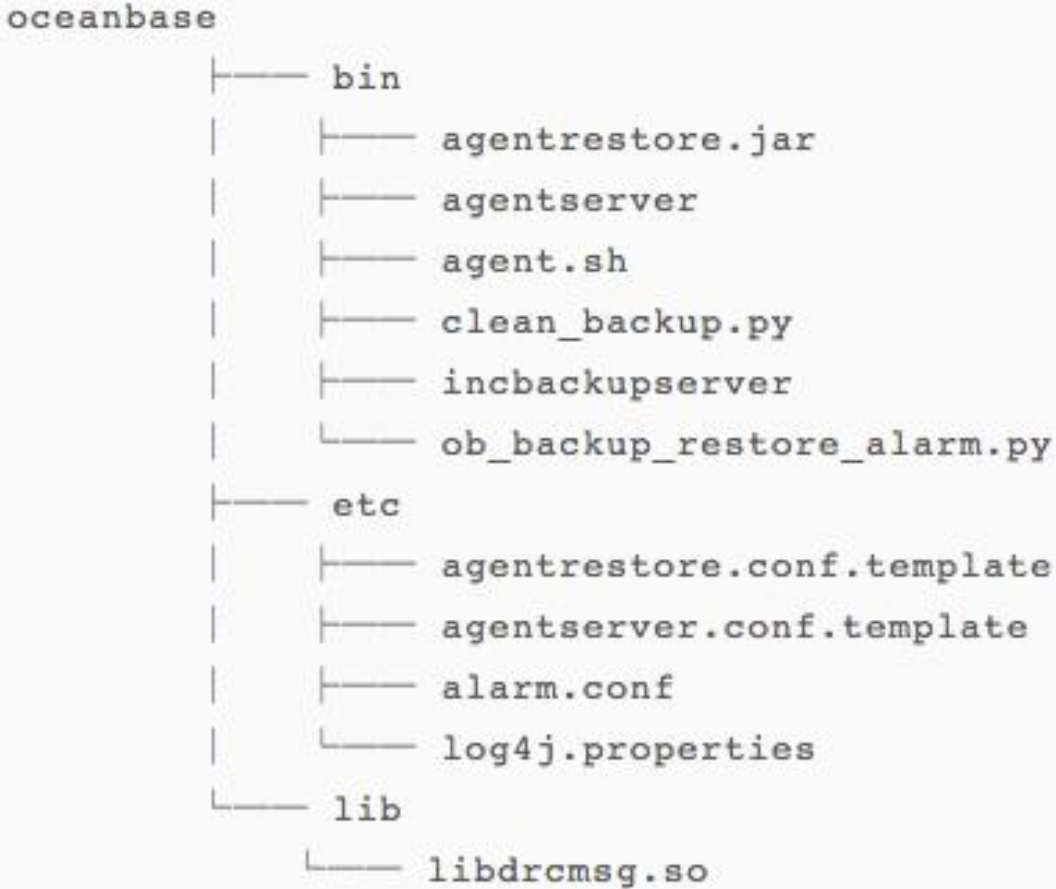 oceanbase
├── bin
│   ├── agentrestore.jar
│   ├── agentserver
│   ├── agent.sh
│   ├── clean_backup.py
│   ├── incbackupserver
│   └── ob_backup_restore_alarm.py
├── etc
│   ├── agentrestore.conf.template
│   ├── agentserver.conf.template
│   ├── alarm.conf
│   └── log4j.properties
└── lib
    └── libdrcmsg.so